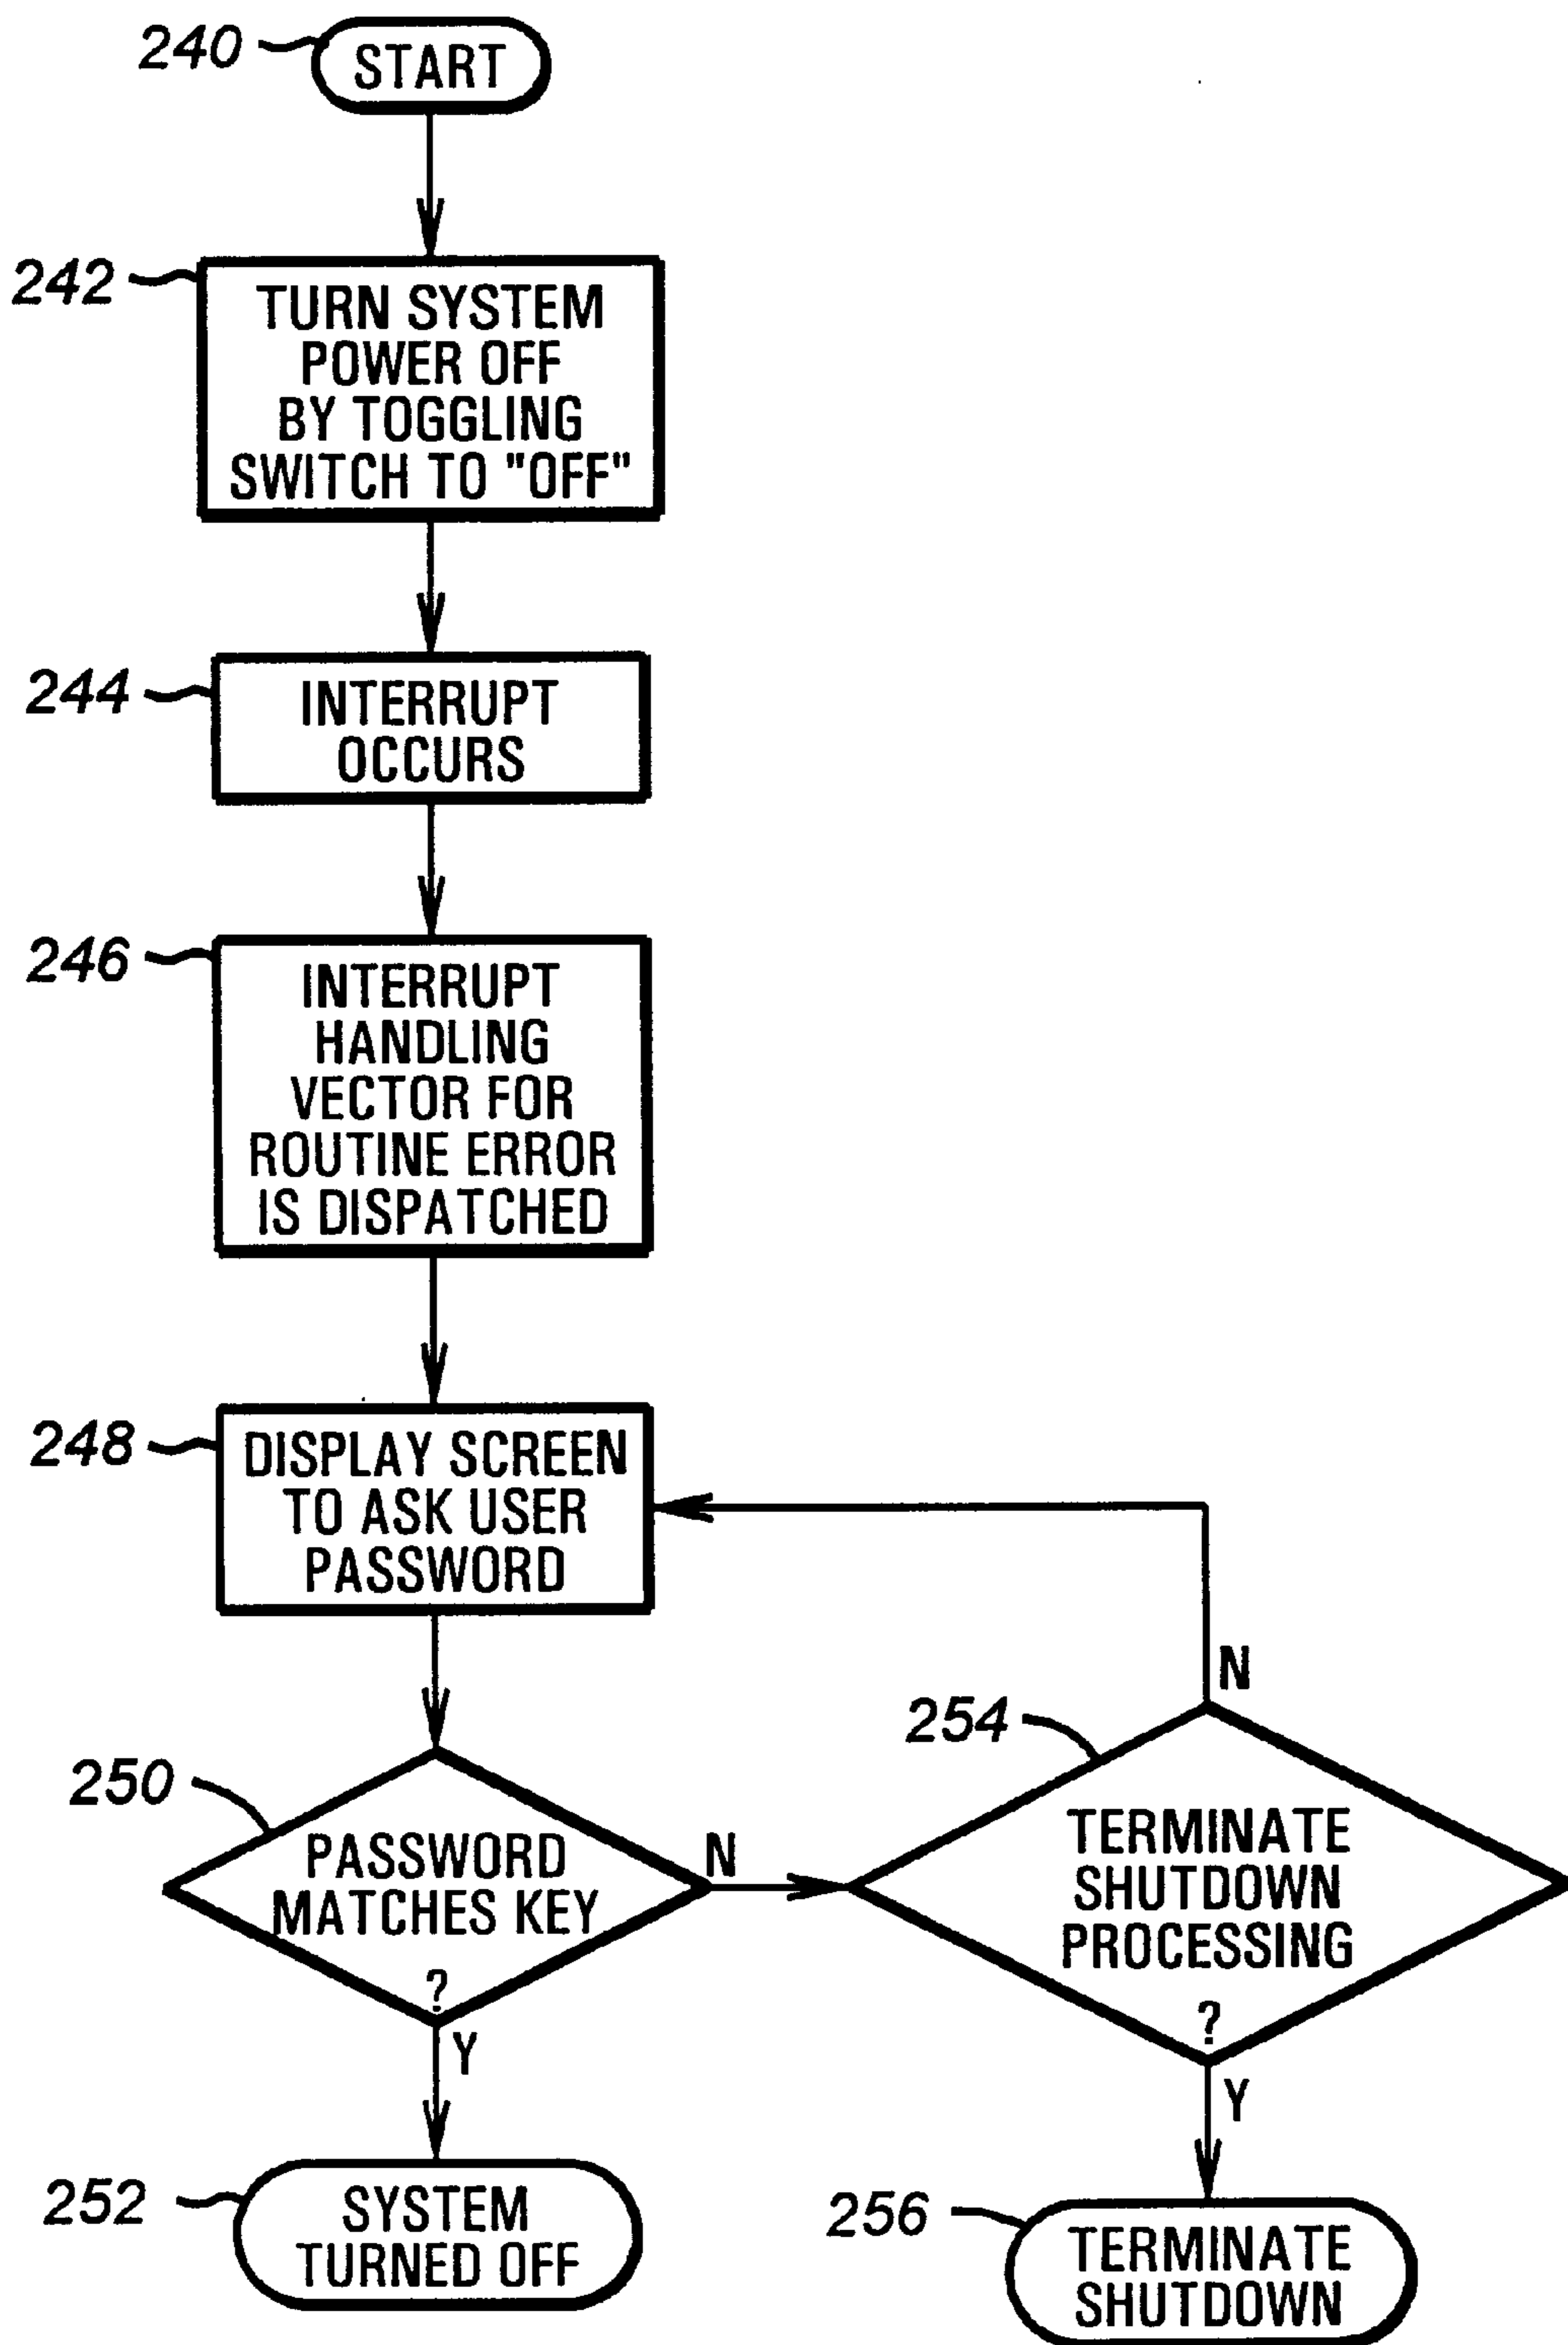 240
START
242
TURN SYSTEM
POWER OFF
BY TOGGLING
SWITCH TO "OFF"
244
INTERRUPT
OCCURS
246
INTERRUPT
HANDLING
VECTOR FOR
ROUTINE ERROR
IS DISPATCHED
248
DISPLAY SCREEN
TO ASK USER
PASSWORD
250
PASSWORD
MATCHES KEY
?
N
Y
254
N
TERMINATE
SHUTDOWN
PROCESSING
?
Y
252
SYSTEM
TURNED OFF
256
TERMINATE
SHUTDOWN